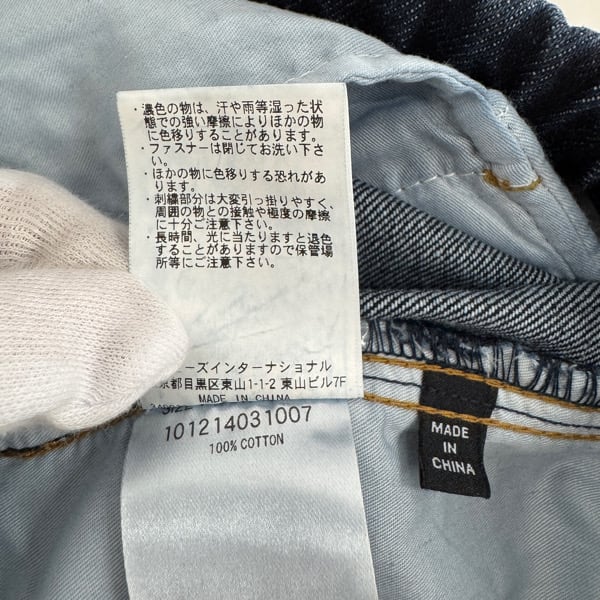 ・濃色の物は、汗や雨等湿った状
態での強い摩擦によりほかの物
に色移りすることがあります。
・ファスナーは閉じてお洗い下さ
い。
・ほかの物に色移りする恐れがあ
ります。
・刺繍部分は大変引っ掛りやすく、
周囲の物との接触や極度の摩擦
に十分ご注意下さい。
・長時間、光に当たりますと退色
することがありますので保管場
所等にご注意下さい。
ーズインターナショナル
京都目黒区東山1-1-2 東山ビル7F
MADE IN CHINA
101214031007
100% COTTON
MADE
IN
CHINA